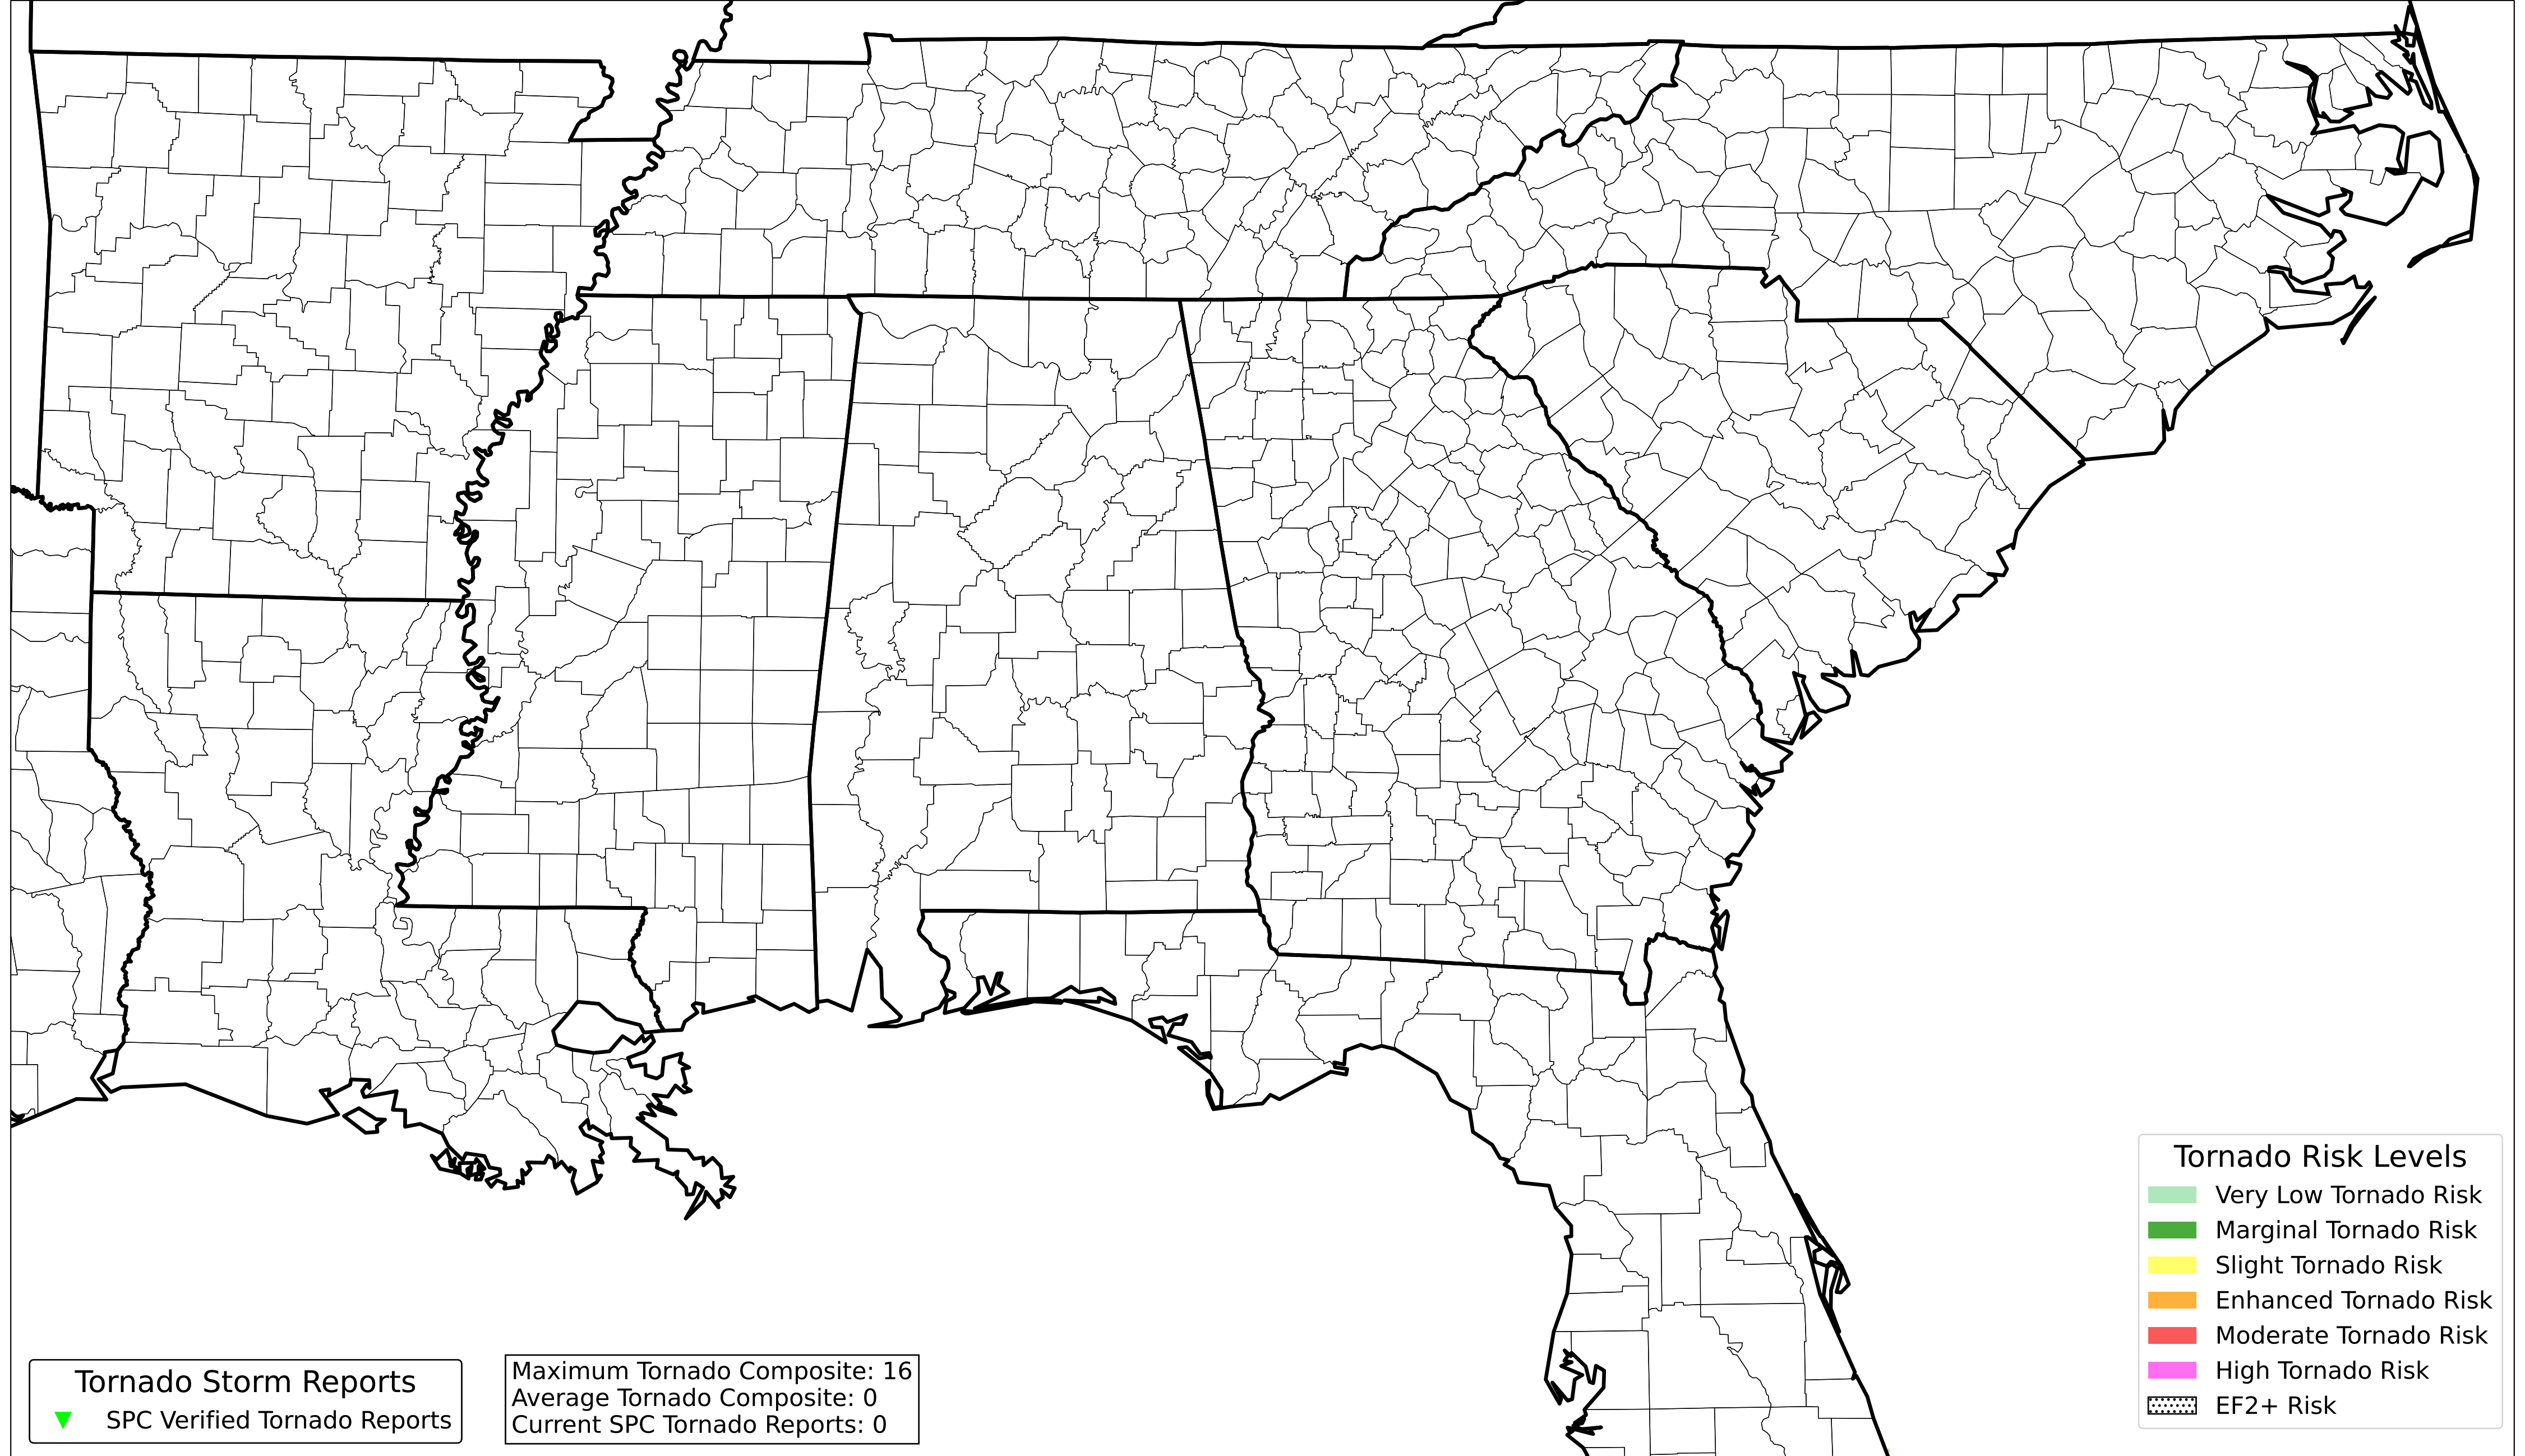 Tornado Storm Reports
SPC Verified Tornado Reports
Maximum Tornado Composite: 16
Average Tornado Composite: 0
Current SPC Tornado Reports: 0
Tornado Risk Levels
Very Low Tornado Risk
Marginal Tornado Risk
Slight Tornado Risk
Enhanced Tornado Risk
Moderate Tornado Risk
High Tornado Risk
EF2+ Risk